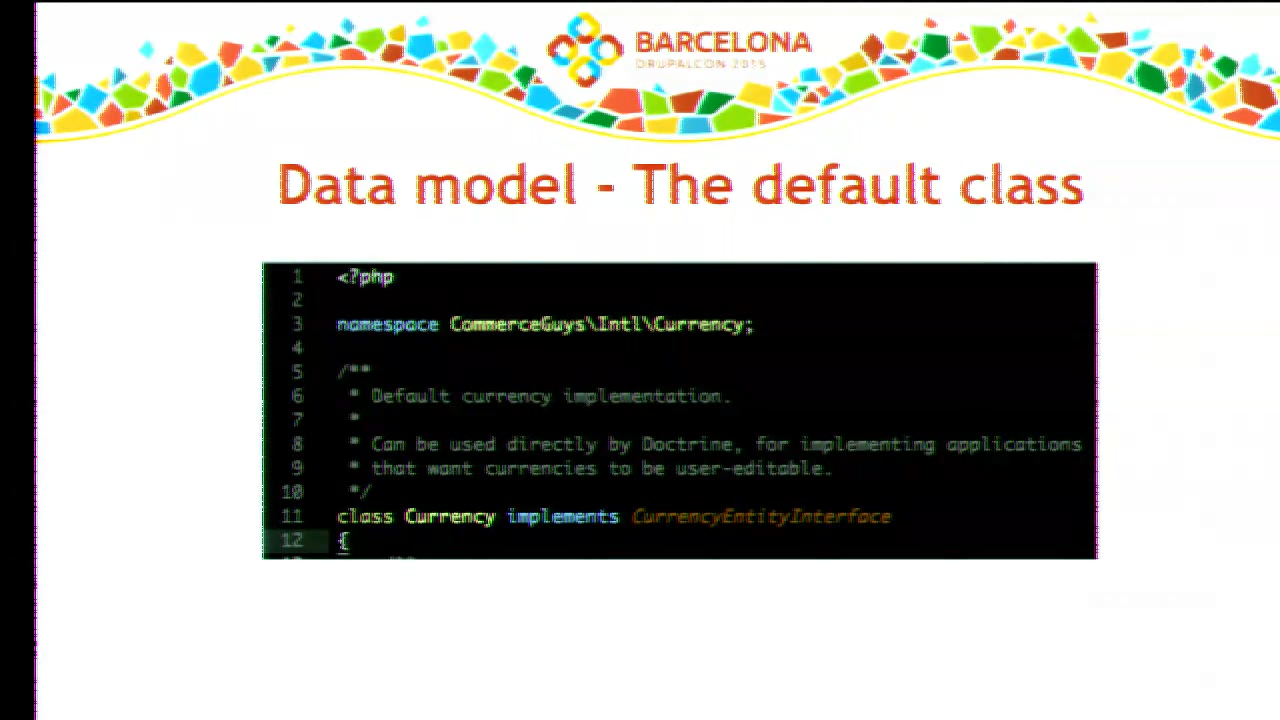 BARCELONA
DRUPALCON 2015
Data model - The default class
1 <?php
2
3 namespace CommerceGuys\Intl\Currency;
4
5 /**
6 * Default currency implementation.
7 *
8 * Can be used directly by Doctrine, for implementing applications
9 * that want currencies to be user-editable.
10 */
11 class Currency implements CurrencyEntityInterface
12 {